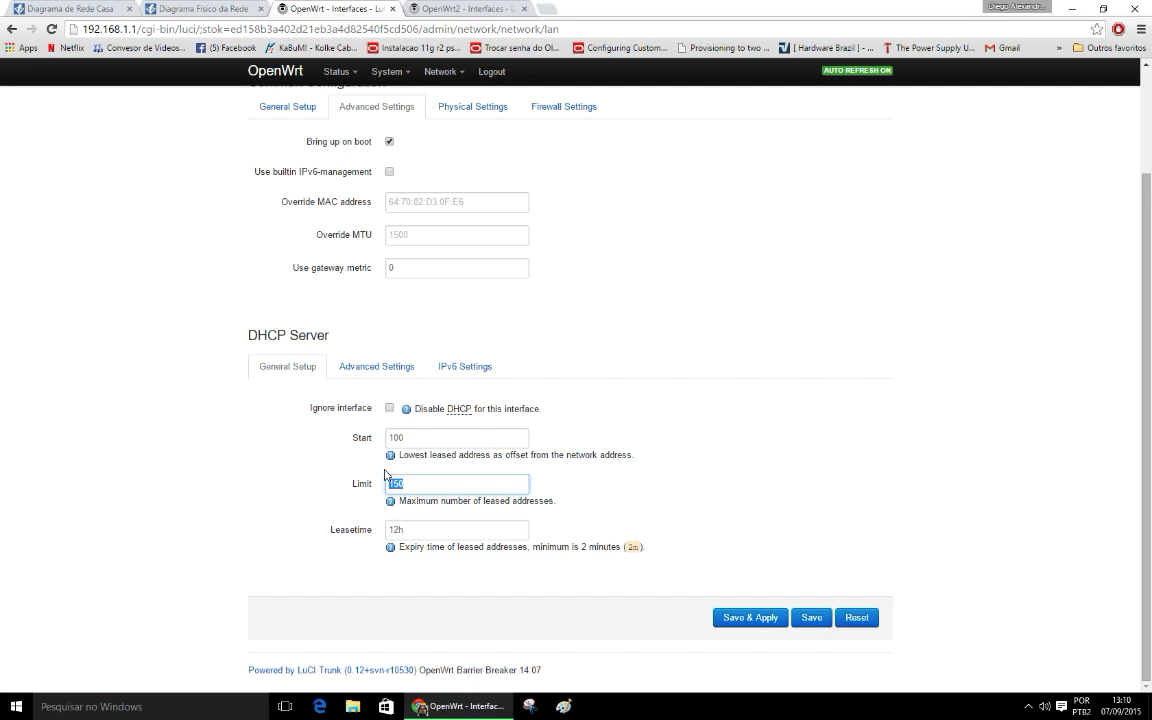 Diagrama de Rede Casa
Diagrama Físico da Rede
OpenWrt - Interfaces - Lu
OpenWrt2 - Interfaces - L
Diego Alexandr...
192.168.1.1/cgi-bin/luci/;stok=ed158b3a402d21eb3a4d82540f5cd506/admin/network/network/lan
Apps
Netflix
Convesor de Videos...
Facebook
KaBuM! - Kolke Cab...
Instalacao 11g r2 p...
Trocar senha do Ol...
Configuring Custom...
Provisioning to two ...
[ Hardware Brazil ] - ...
The Power Supply U...
Gmail
»
Outros favoritos
OpenWrt
Status
System
Network
Logout
AUTO REFRESH ON
Common Configuration
General Setup
Advanced Settings
Physical Settings
Firewall Settings
Bring up on boot
Use builtin IPv6-management
Override MAC address 64:70:02:D3:0F:E6
Override MTU 1500
Use gateway metric 0
DHCP Server
General Setup
Advanced Settings
IPv6 Settings
Ignore interface Disable DHCP for this interface.
Start 100
Lowest leased address as offset from the network address.
Limit 150
Maximum number of leased addresses.
Leasetime 12h
Expiry time of leased addresses, minimum is 2 minutes (2m).
Save & Apply
Save
Reset
Powered by LuCI Trunk (0.12+svn-r10530) OpenWrt Barrier Breaker 14.07
Pesquisar no Windows
OpenWrt - Interfac...
POR
PTB2
13:10
07/09/2015